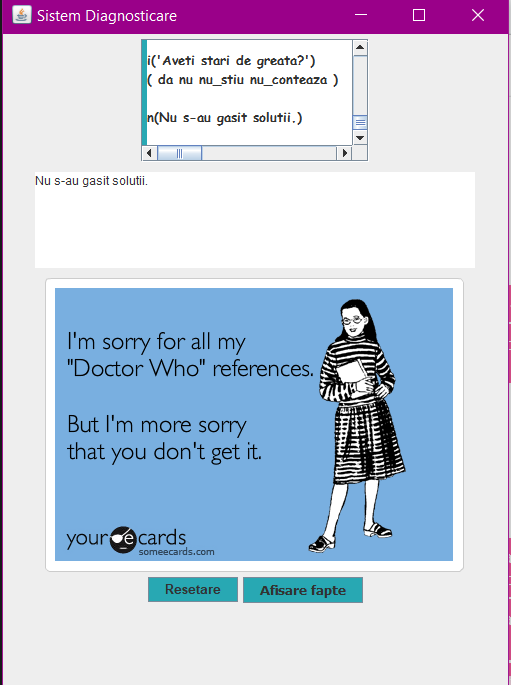 Sistem Diagnosticare
i('Aveti stari de greata?')
( da nu nu_stiu nu_conteaza )
n(Nu s-au gasit solutii.)
Nu s-au gasit solutii.
I'm sorry for all my
"Doctor Who" references.
But I'm more sorry
that you don't get it.
your e cards
someecards.com
Resetare
Afisare fapte